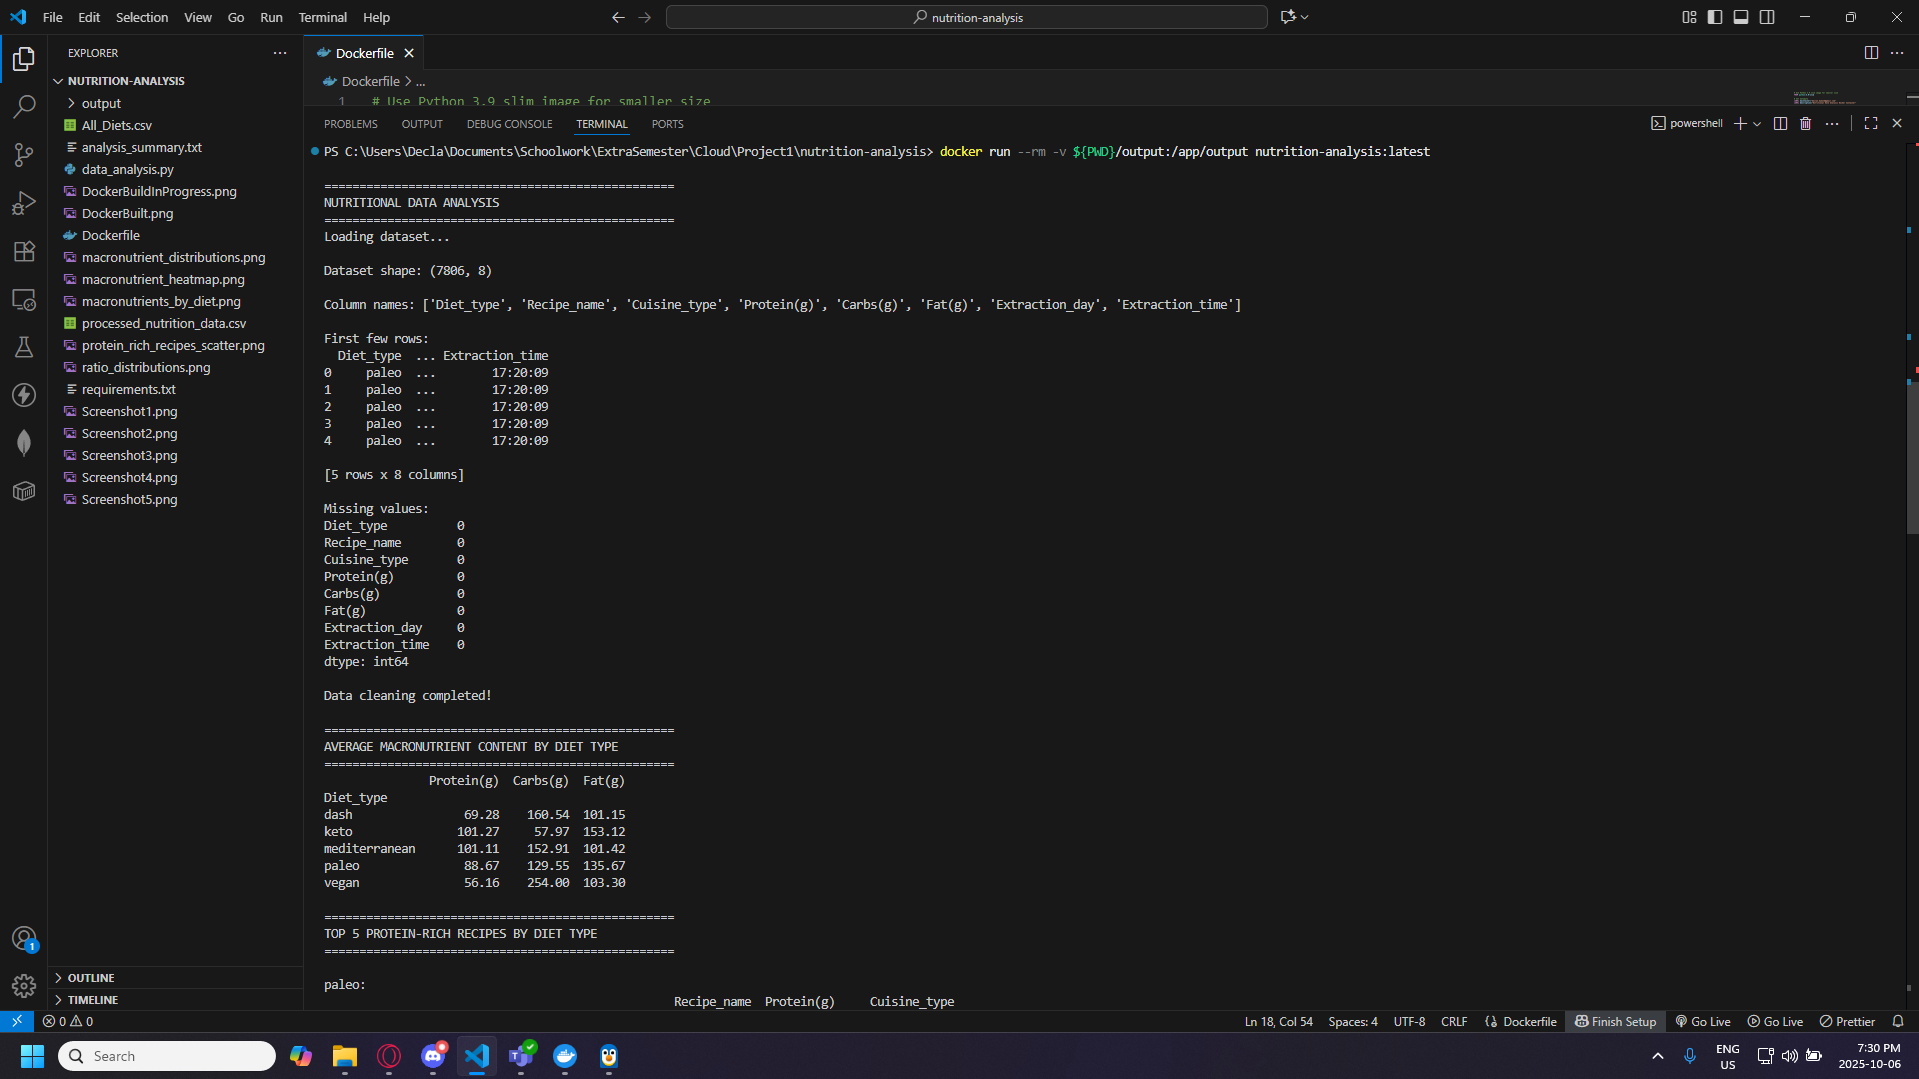 File Edit Selection View Go Run Terminal Help
nutrition-analysis
EXPLORER
NUTRITION-ANALYSIS
output
All_Diets.csv
analysis_summary.txt
data_analysis.py
DockerBuildInProgress.png
DockerBuilt.png
Dockerfile
macronutrient_distributions.png
macronutrient_heatmap.png
macronutrients_by_diet.png
processed_nutrition_data.csv
protein_rich_recipes_scatter.png
ratio_distributions.png
requirements.txt
Screenshot1.png
Screenshot2.png
Screenshot3.png
Screenshot4.png
Screenshot5.png
OUTLINE
TIMELINE
Dockerfile
Dockerfile > ...
1 # Use Python 3.9 slim image for smaller size
PROBLEMS OUTPUT DEBUG CONSOLE TERMINAL PORTS
powershell
PS C:\Users\Decla\Documents\Schoolwork\ExtraSemester\Cloud\Project1\nutrition-analysis> docker run --rm -v ${PWD}/output:/app/output nutrition-analysis:latest
==================================================
NUTRITIONAL DATA ANALYSIS
==================================================
Loading dataset...
Dataset shape: (7806, 8)
Column names: ['Diet_type', 'Recipe_name', 'Cuisine_type', 'Protein(g)', 'Carbs(g)', 'Fat(g)', 'Extraction_day', 'Extraction_time']
First few rows:
Diet_type ... Extraction_time
0 paleo ... 17:20:09
1 paleo ... 17:20:09
2 paleo ... 17:20:09
3 paleo ... 17:20:09
4 paleo ... 17:20:09
[5 rows x 8 columns]
Missing values:
Diet_type 0
Recipe_name 0
Cuisine_type 0
Protein(g) 0
Carbs(g) 0
Fat(g) 0
Extraction_day 0
Extraction_time 0
dtype: int64
Data cleaning completed!
==================================================
AVERAGE MACRONUTRIENT CONTENT BY DIET TYPE
==================================================
Protein(g) Carbs(g) Fat(g)
Diet_type
dash 69.28 160.54 101.15
keto 101.27 57.97 153.12
mediterranean 101.11 152.91 101.42
paleo 88.67 129.55 135.67
vegan 56.16 254.00 103.30
==================================================
TOP 5 PROTEIN-RICH RECIPES BY DIET TYPE
==================================================
paleo:
Recipe_name Protein(g) Cuisine_type
1
0 0
Ln 18, Col 54 Spaces: 4 UTF-8 CRLF Dockerfile Finish Setup Go Live Go Live Prettier
Search
ENG
US
7:30 PM
2025-10-06